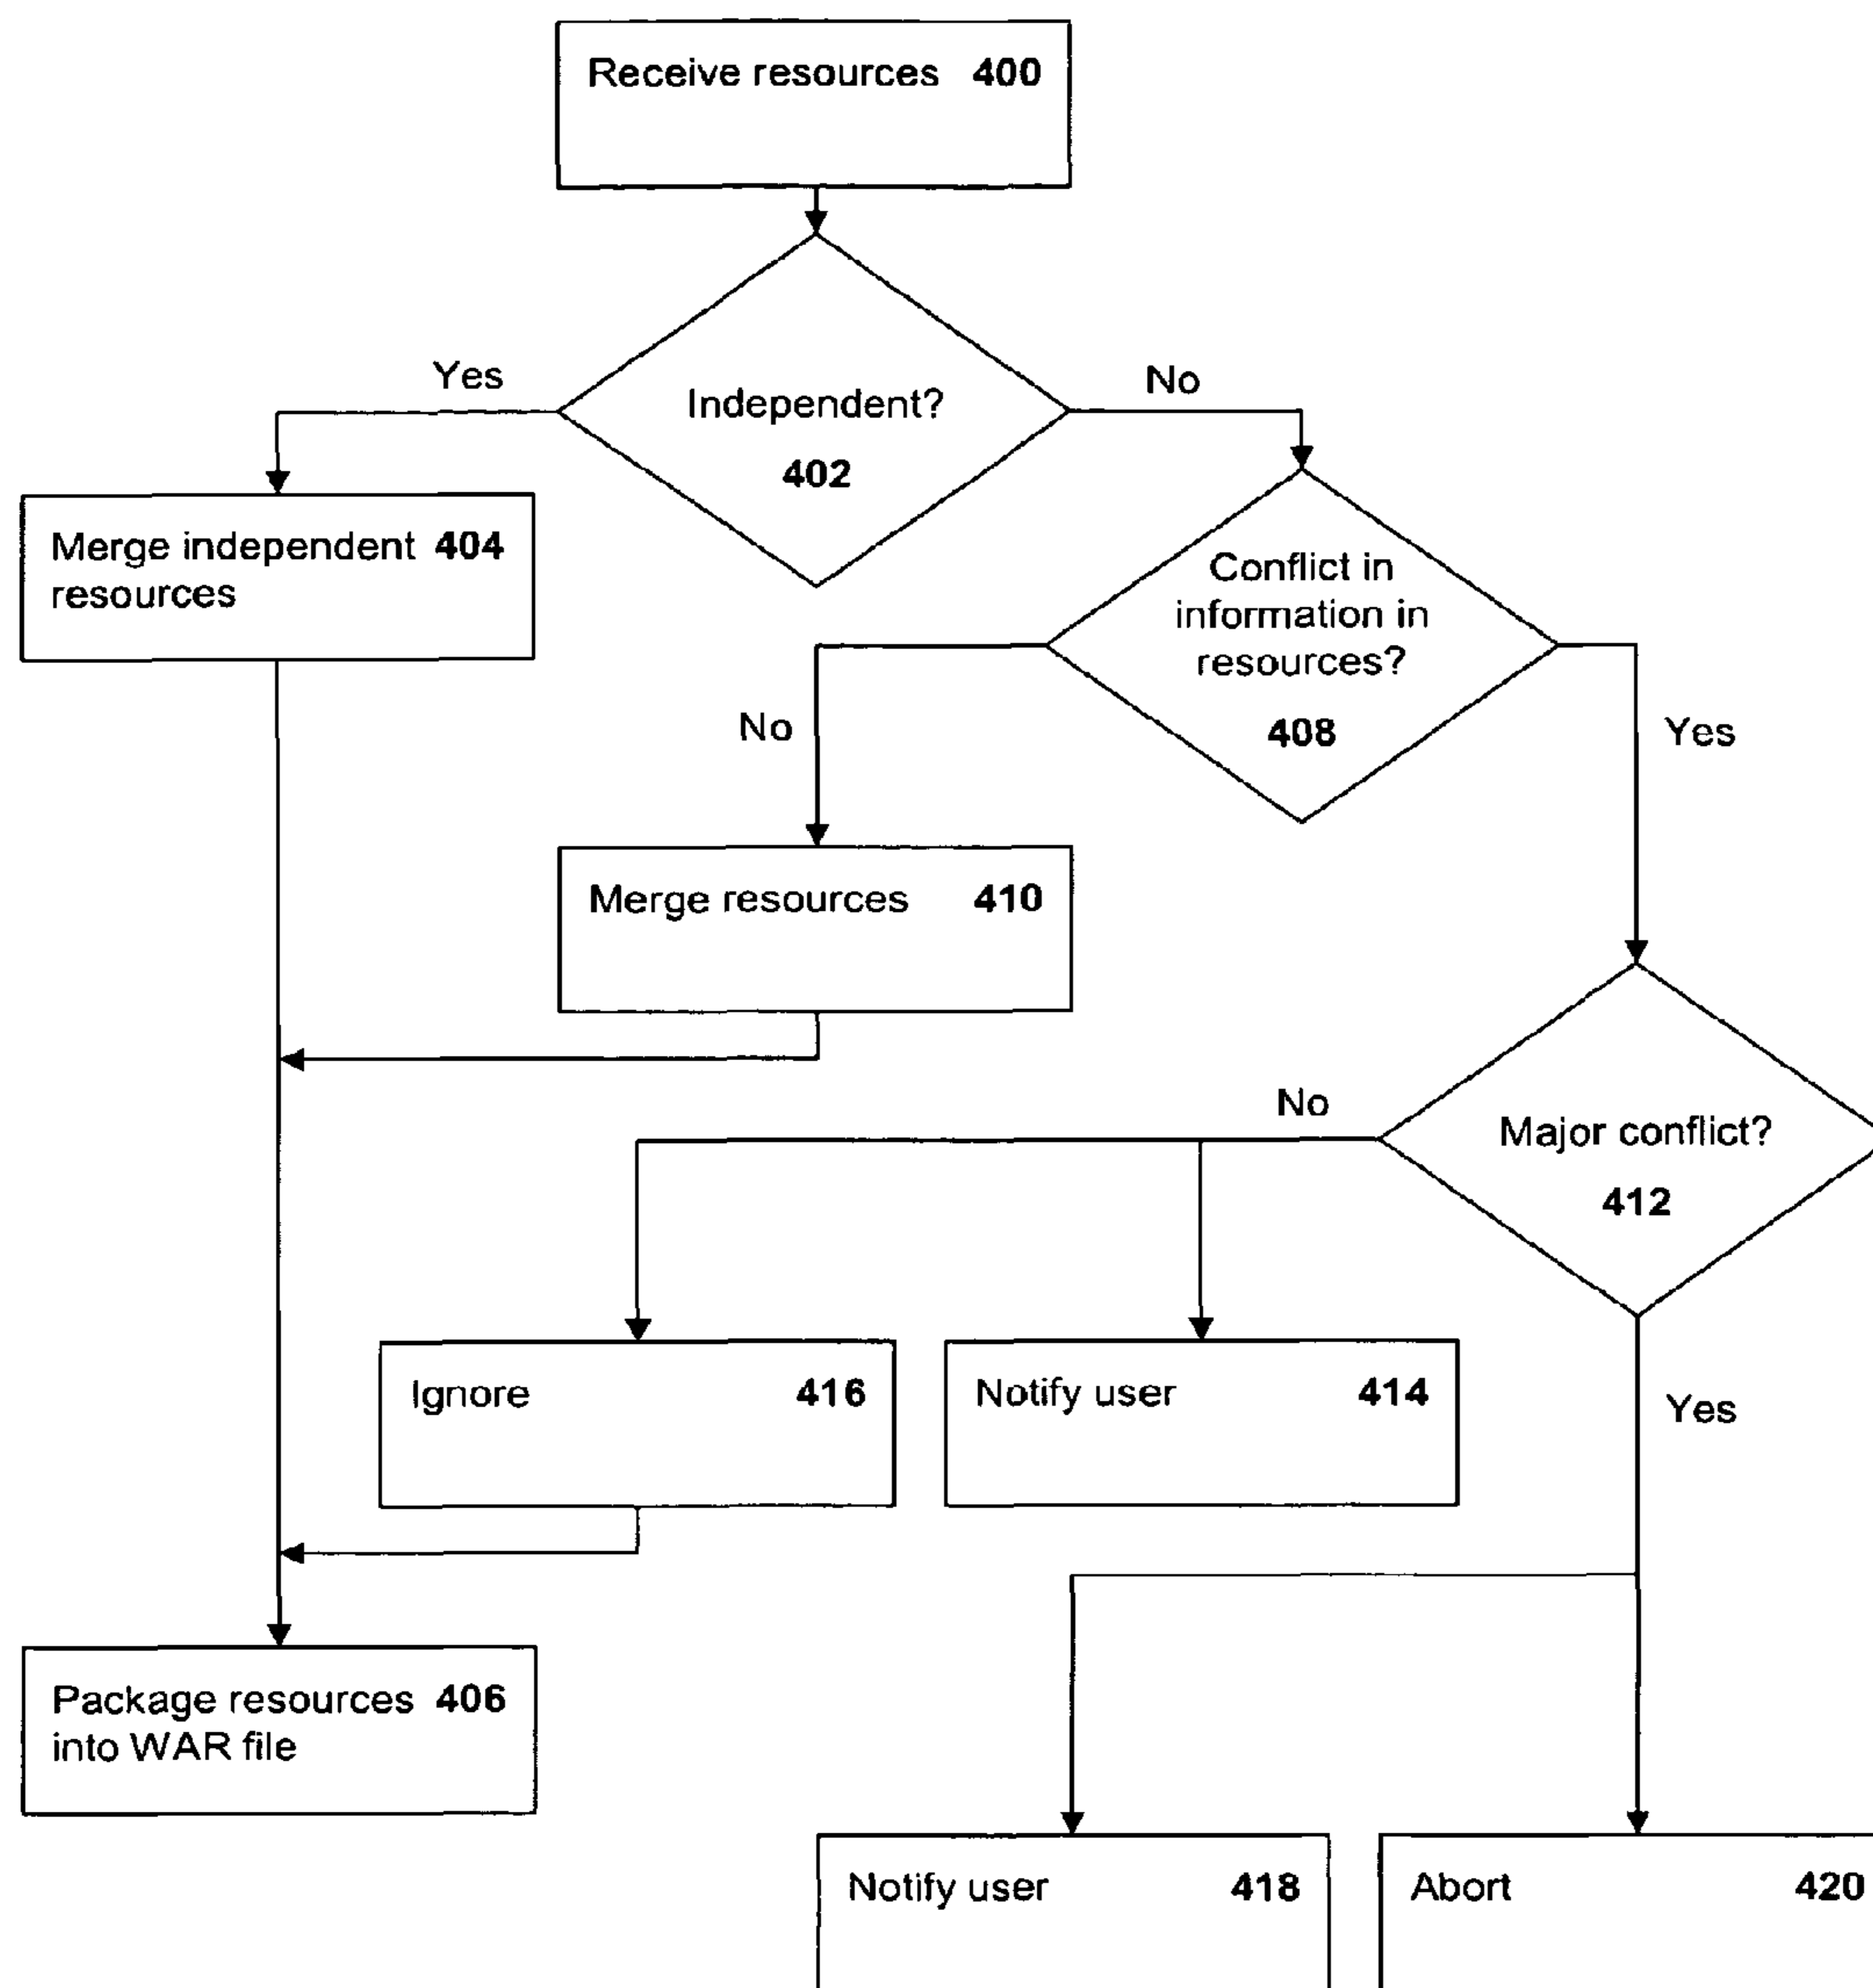 Receive resources 400
Yes
No
Independent?
402
Merge independent 404
resources
Conflict in
information in
resources?
408
No
Yes
Merge resources 410
No
Major conflict?
412
Ignore 416
Notify user 414
Yes
Package resources 406
into WAR file
Notify user 418
Abort 420